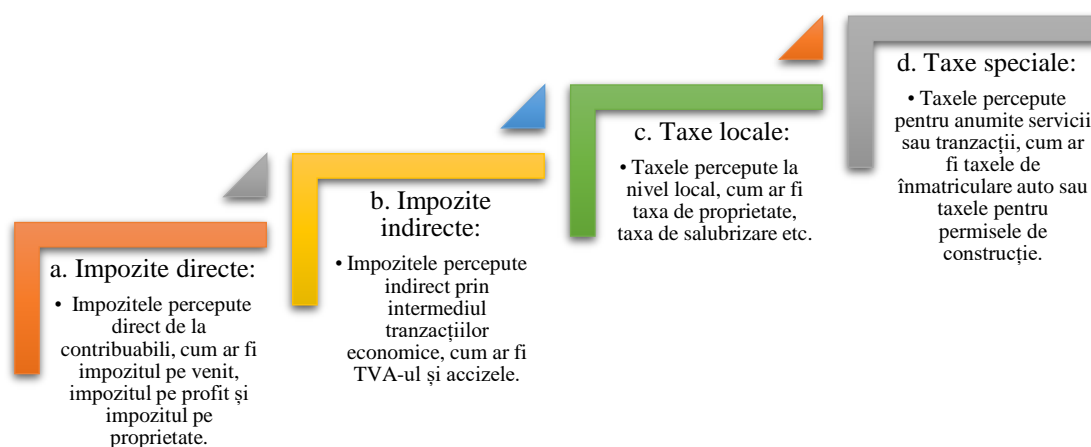 a. Impozite directe:
• Impozitele percepute
direct de la
contribuabili, cum ar fi
impozitul pe venit,
impozitul pe profit și
impozitul pe
proprietate.
b. Impozite
indirecte:
• Impozitele percepute
indirect prin
intermediul
tranzacțiilor
economice, cum ar fi
TVA-ul și accizele.
c. Taxe locale:
• Taxele percepute la
nivel local, cum ar fi
taxa de proprietate,
taxa de salubrizare etc.
d. Taxe speciale:
• Taxele percepute
pentru anumite servicii
sau tranzacții, cum ar
fi taxele de
înmatriculare auto sau
taxele pentru
permisele de
construcție.